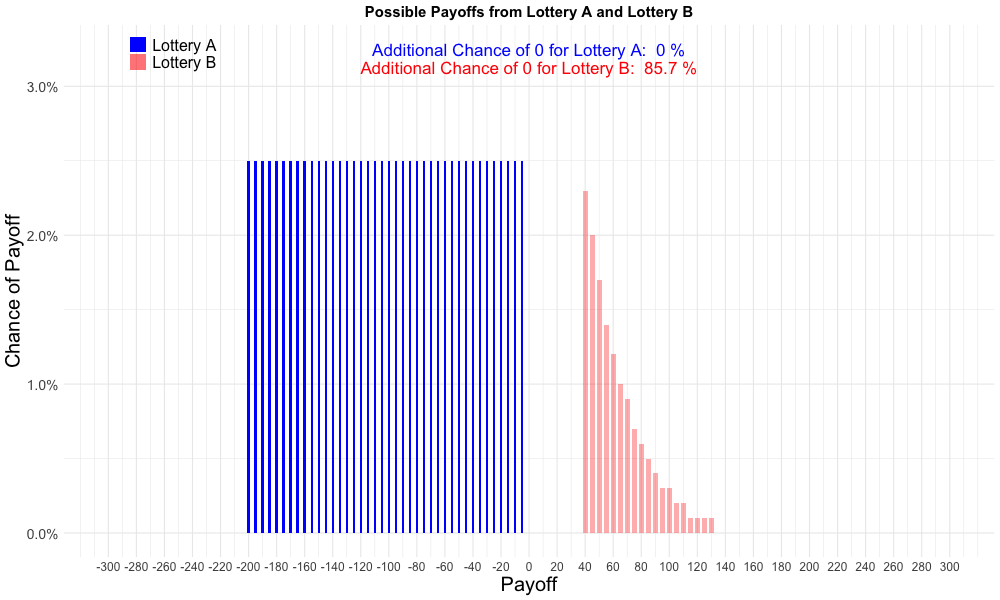 Possible Payoffs from Lottery A and Lottery B
Lottery A
Lottery B
Additional Chance of 0 for Lottery A:  0 %
Additional Chance of 0 for Lottery B:  85.7 %
Chance of Payoff
3.0%
2.0%
1.0%
0.0%
-300 -280 -260 -240 -220 -200 -180 -160 -140 -120 -100 -80 -60 -40 -20 0 20 40 60 80 100 120 140 160 180 200 220 240 260 280 300
Payoff